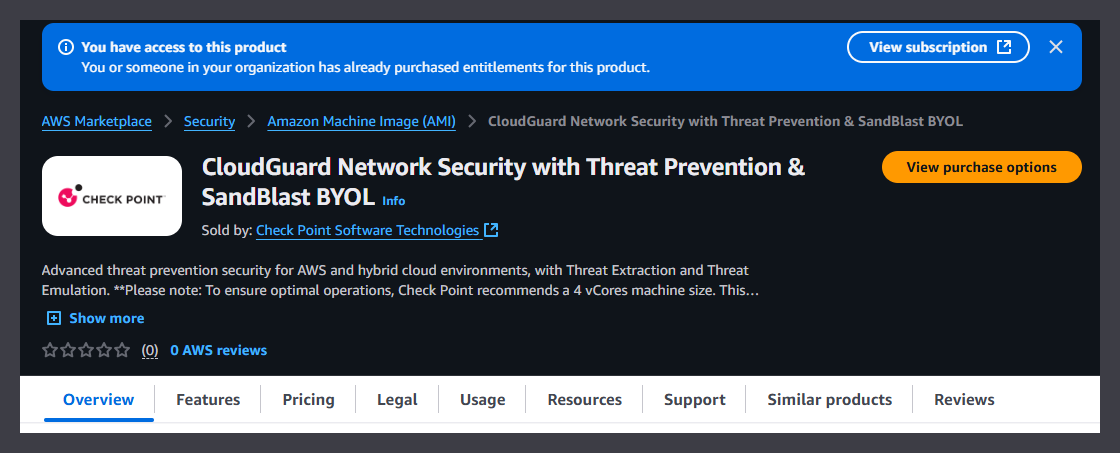 You have access to this product
You or someone in your organization has already purchased entitlements for this product.
View subscription
AWS Marketplace > Security > Amazon Machine Image (AMI) > CloudGuard Network Security with Threat Prevention & SandBlast BYOL
CHECK POINT
CloudGuard Network Security with Threat Prevention &
SandBlast BYOL Info
Sold by: Check Point Software Technologies
View purchase options
Advanced threat prevention security for AWS and hybrid cloud environments, with Threat Extraction and Threat
Emulation. **Please note: To ensure optimal operations, Check Point recommends a 4 vCores machine size. This...
Show more
(0) 0 AWS reviews
Overview Features Pricing Legal Usage Resources Support Similar products Reviews